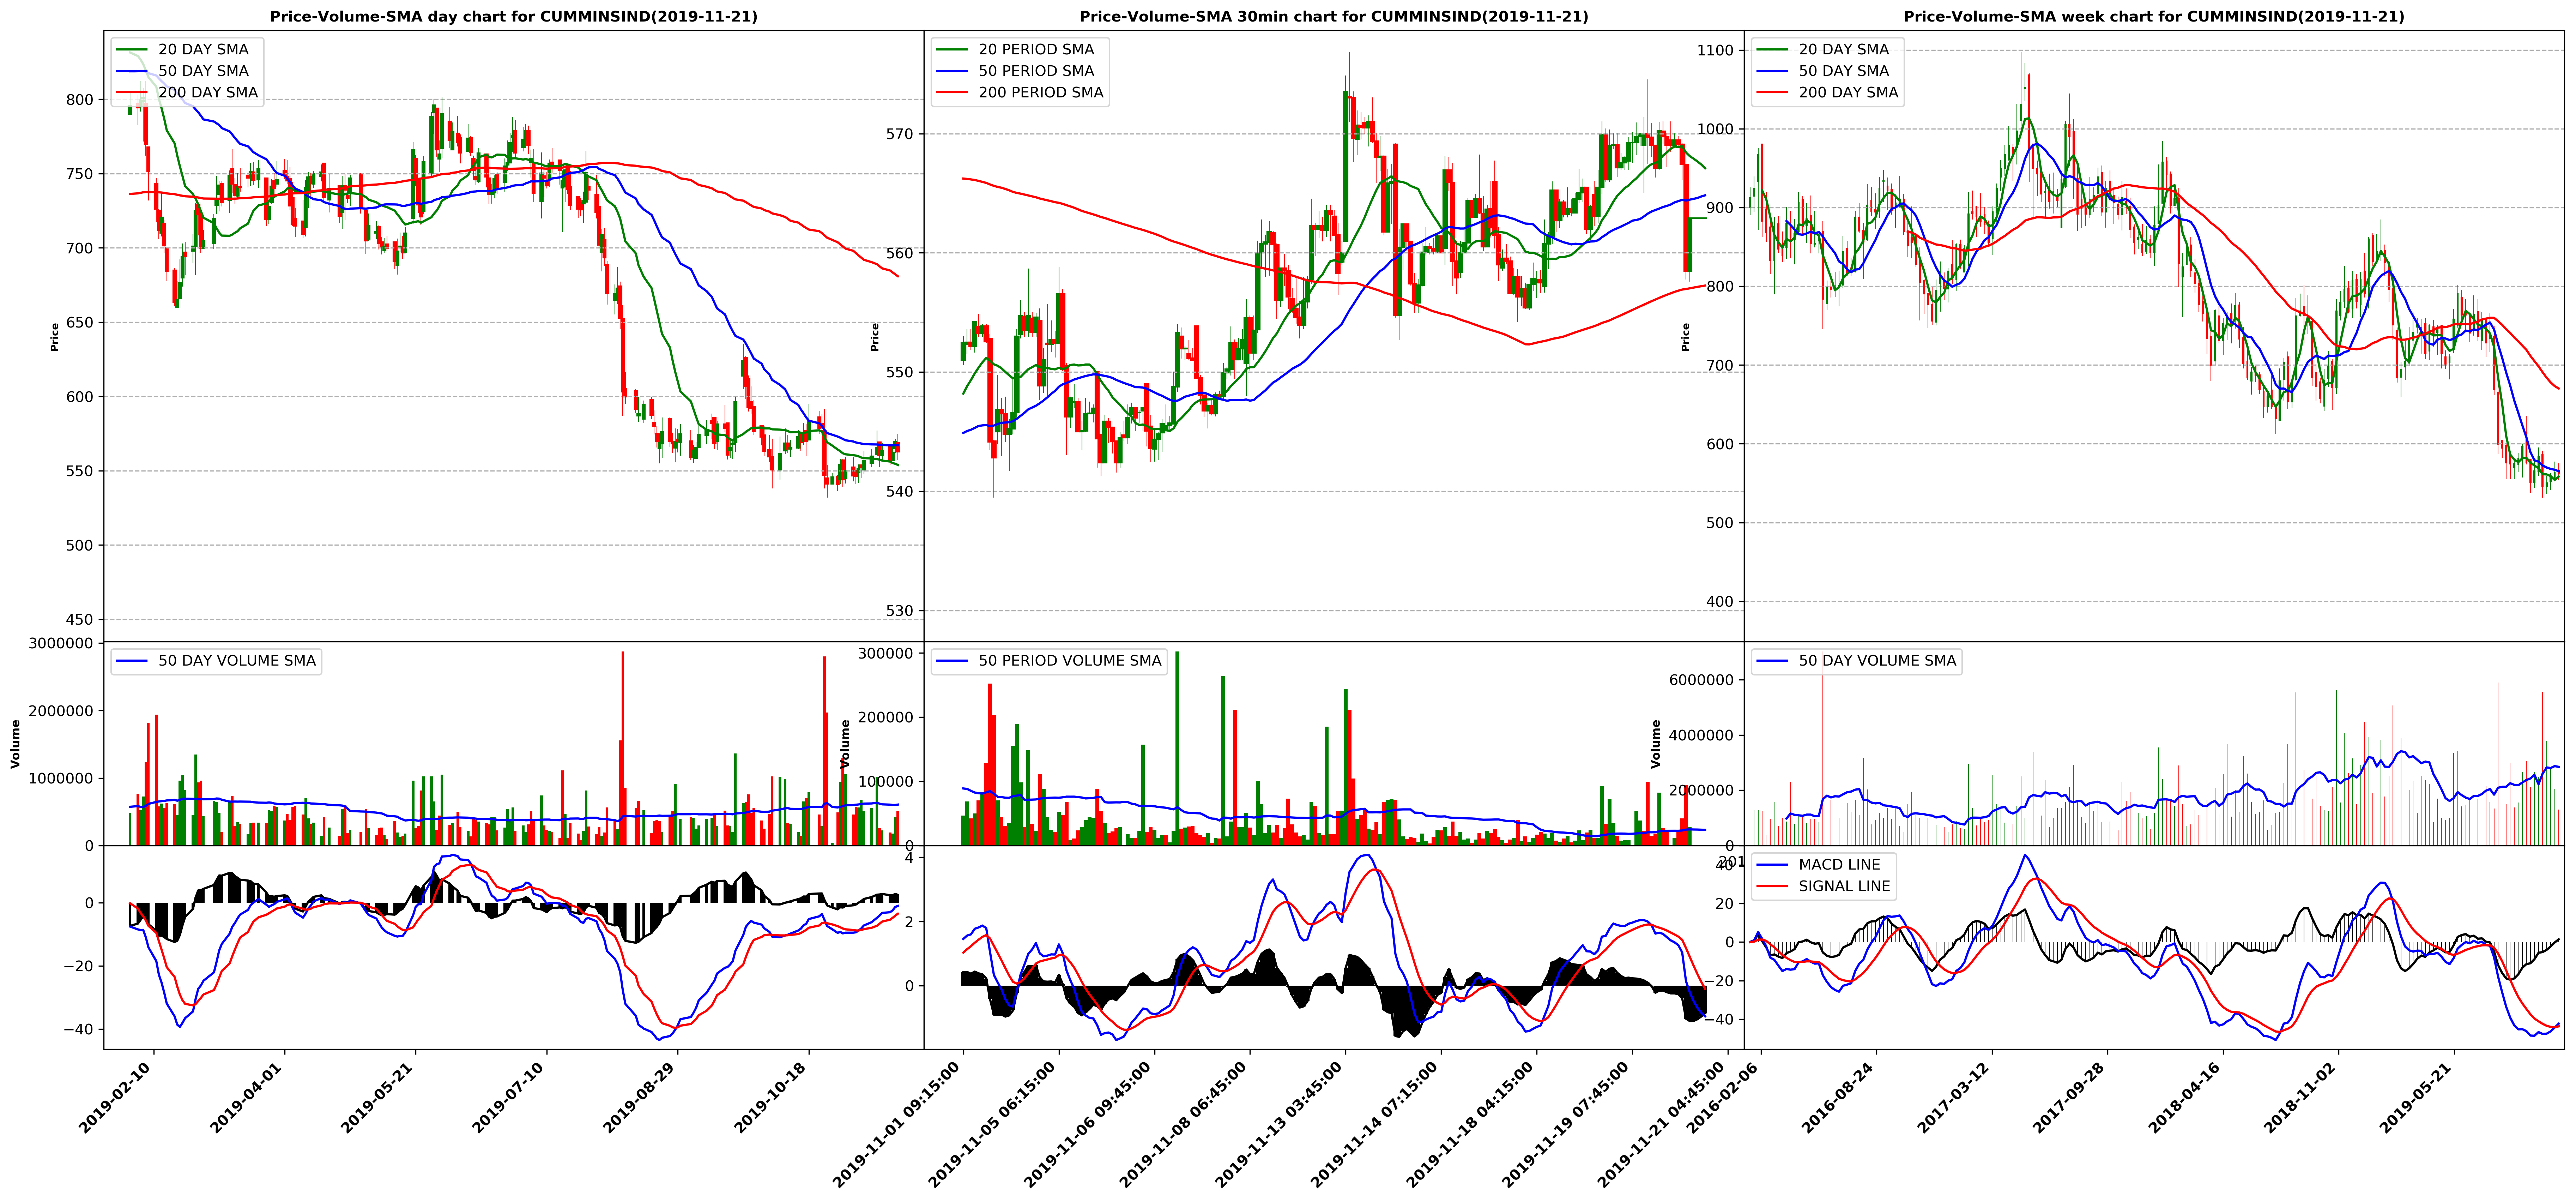 Price-Volume-SMA day chart for CUMMINSIND(2019-11-21)
20 DAY SMA
50 DAY SMA
200 DAY SMA
800
750
700
650
600
550
500
450
Price
3000000
2000000
1000000
0
Volume
50 DAY VOLUME SMA
0
−20
−40
2019-02-10
2019-04-01
2019-05-21
2019-07-10
2019-08-29
2019-10-18
Price-Volume-SMA 30min chart for CUMMINSIND(2019-11-21)
20 PERIOD SMA
50 PERIOD SMA
200 PERIOD SMA
570
560
550
540
530
Price
300000
200000
100000
0
Volume
50 PERIOD VOLUME SMA
4
2
0
2019-11-01 09:15:00
2019-11-05 06:15:00
2019-11-06 09:45:00
2019-11-08 06:45:00
2019-11-13 03:45:00
2019-11-14 07:15:00
2019-11-18 04:15:00
2019-11-19 07:45:00
2019-11-21 04:45:00
Price-Volume-SMA week chart for CUMMINSIND(2019-11-21)
20 DAY SMA
50 DAY SMA
200 DAY SMA
1100
1000
900
800
700
600
500
400
Price
6000000
4000000
2000000
0
Volume
50 DAY VOLUME SMA
MACD LINE
SIGNAL LINE
40
20
0
−20
−40
2016-02-06
2016-08-24
2017-03-12
2017-09-28
2018-04-16
2018-11-02
2019-05-21